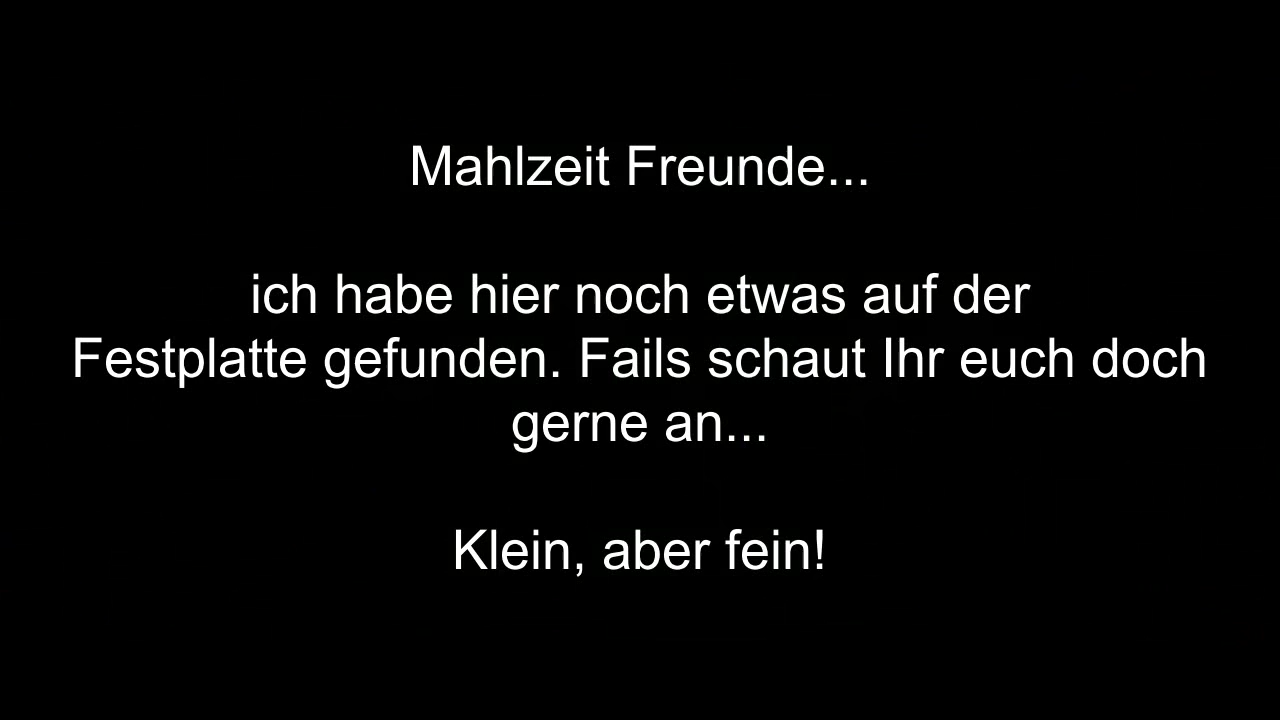 Mahlzeit Freunde...
ich habe hier noch etwas auf der
Festplatte gefunden. Fails schaut Ihr euch doch
gerne an...
Klein, aber fein!